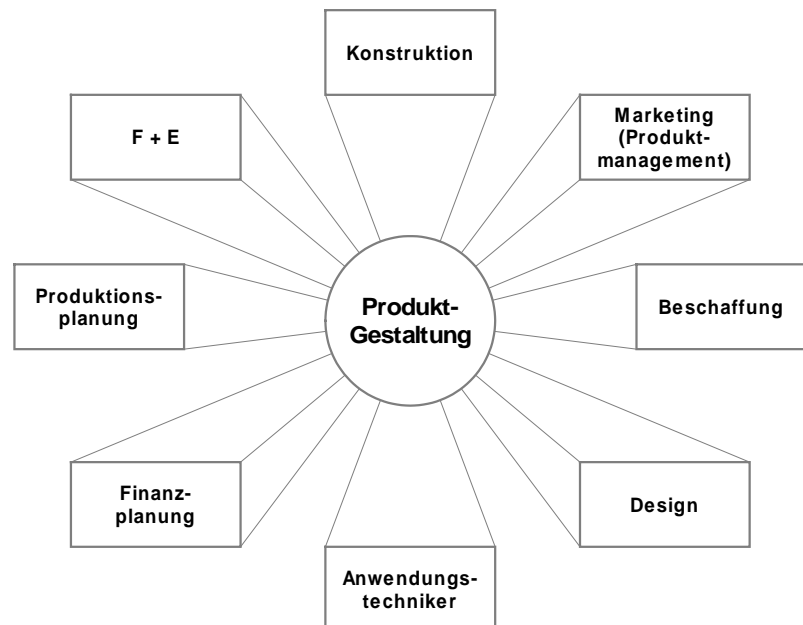 Konstruktion
F + E
Marketing
(Produkt-
management)
Produktions-
planung
Produkt-
Gestaltung
Beschaffung
Finanz-
planung
Design
Anwendungs-
techniker